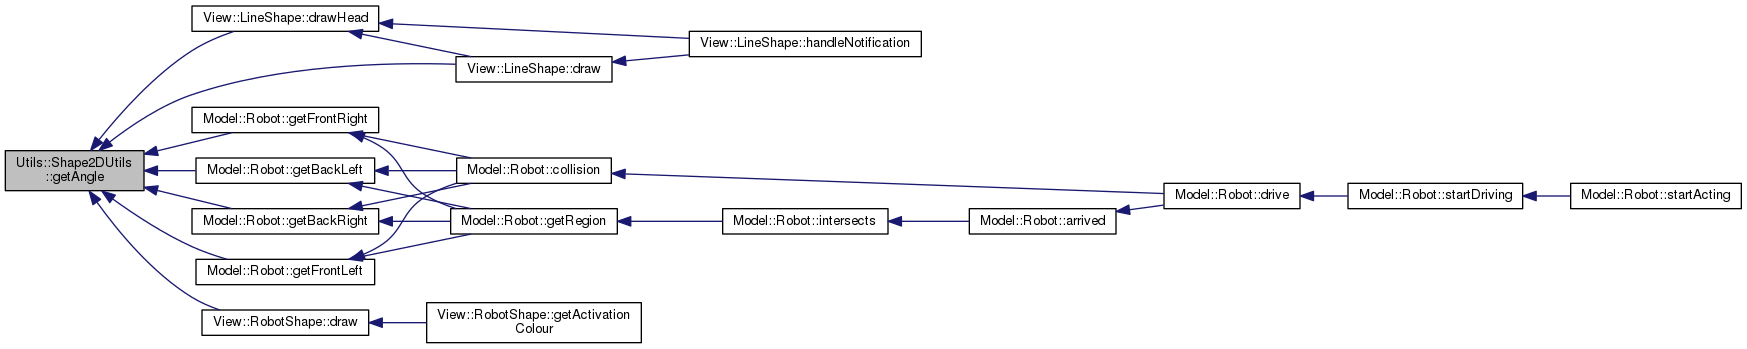 Utils::Shape2DUtils
::getAngle
View::LineShape::drawHead
View::LineShape::draw
View::LineShape::handleNotification
Model::Robot::getFrontRight
Model::Robot::getBackLeft
Model::Robot::getBackRight
Model::Robot::getFrontLeft
View::RobotShape::draw
Model::Robot::collision
Model::Robot::getRegion
View::RobotShape::getActivation
Colour
Model::Robot::intersects
Model::Robot::arrived
Model::Robot::drive
Model::Robot::startDriving
Model::Robot::startActing